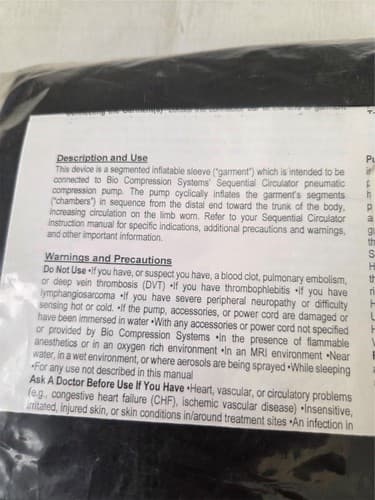 Description and Use
This device is a segmented inflatable sleeve ("garment") which is intended to be
connected to Bio Compression Systems' Sequential Circulator pneumatic
compression pump. The pump cyclically inflates the garment's segments
("chambers") in sequence from the distal end toward the trunk of the body,
increasing circulation on the limb worn. Refer to your Sequential Circulator
instruction manual for specific indications, additional precautions and warnings,
and other important information.
Warnings and Precautions
Do Not Use •If you have, or suspect you have, a blood clot, pulmonary embolism,
or deep vein thrombosis (DVT) •If you have thrombophlebitis •If you have
lymphangiosarcoma •If you have severe peripheral neuropathy or difficulty
sensing hot or cold. •If the pump, accessories, or power cord are damaged or
have been immersed in water •With any accessories or power cord not specified
or provided by Bio Compression Systems •In the presence of flammable
anesthetics or in an oxygen rich environment •In an MRI environment •Near
water, in a wet environment, or where aerosols are being sprayed •While sleeping
•For any use not described in this manual
Ask A Doctor Before Use If You Have •Heart, vascular, or circulatory problems
(e.g., congestive heart failure (CHF), ischemic vascular disease) •Insensitive,
irritated, injured skin, or skin conditions in/around treatment sites •An infection in